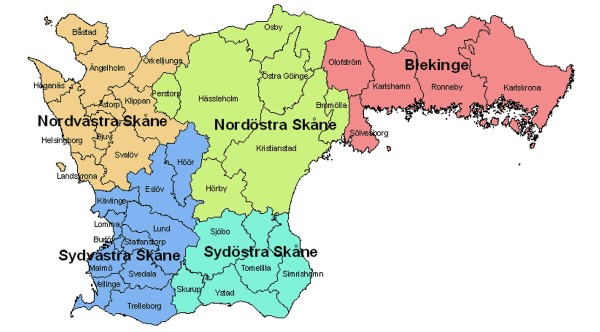 Båstad
Osby
Ängelholm
Örkelljunga
Olofström
Blekinge
Höganäs
Perstorp
Östra Göinge
Karlshamn
Ronneby
Karlskrona
Åstorp
Klippan
Hässleholm
Bromölla
Nordvästra Skåne
Nordöstra Skåne
Helsingborg
Bjuv
Sölvesborg
Svalöv
Kristianstad
Höör
Landskrona
Eslöv
Hörby
Kävlinge
Lomma
Lund
Sjöbo
Burlöv
Staffanstorp
Sydvästra Skåne
Sydöstra Skåne
Malmö
Svedala
Tomelilla
Simrishamn
Vellinge
Skurup
Ystad
Trelleborg